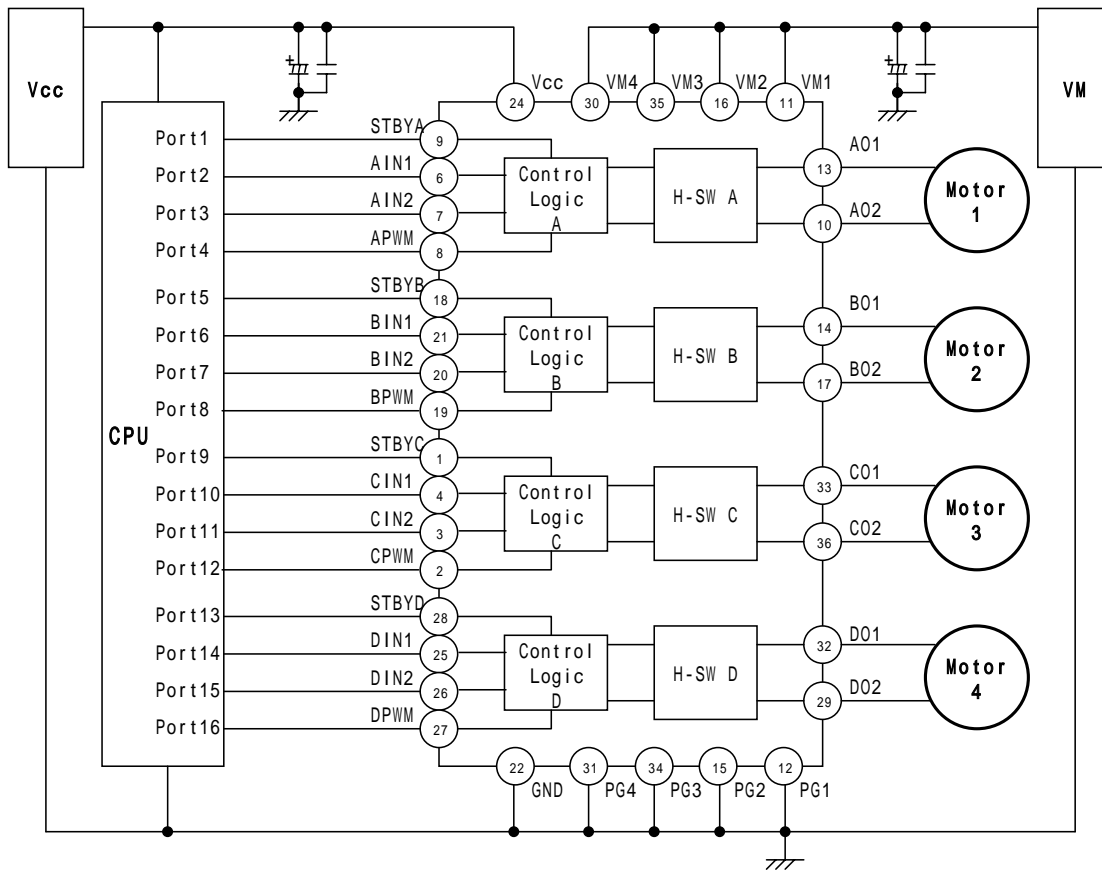 Vcc
VM
Vcc
VM4
VM3
VM2
VM1
24
30
35
16
11
CPU
Port1
STBYA
9
Port2
AIN1
6
Port3
AIN2
7
Port4
APWM
8
Control
Logic
A
H-SW A
13
AO1
10
AO2
Motor
1
Port5
STBYB
18
Port6
BIN1
21
Port7
BIN2
20
Port8
BPWM
19
Control
Logic
B
H-SW B
14
BO1
17
BO2
Motor
2
Port9
STBYC
1
Port10
CIN1
4
Port11
CIN2
3
Port12
CPWM
2
Control
Logic
C
H-SW C
33
CO1
36
CO2
Motor
3
Port13
STBYD
28
Port14
DIN1
25
Port15
DIN2
26
Port16
DPWM
27
Control
Logic
D
H-SW D
32
DO1
29
DO2
Motor
4
22
31
34
15
12
GND
PG4
PG3
PG2
PG1